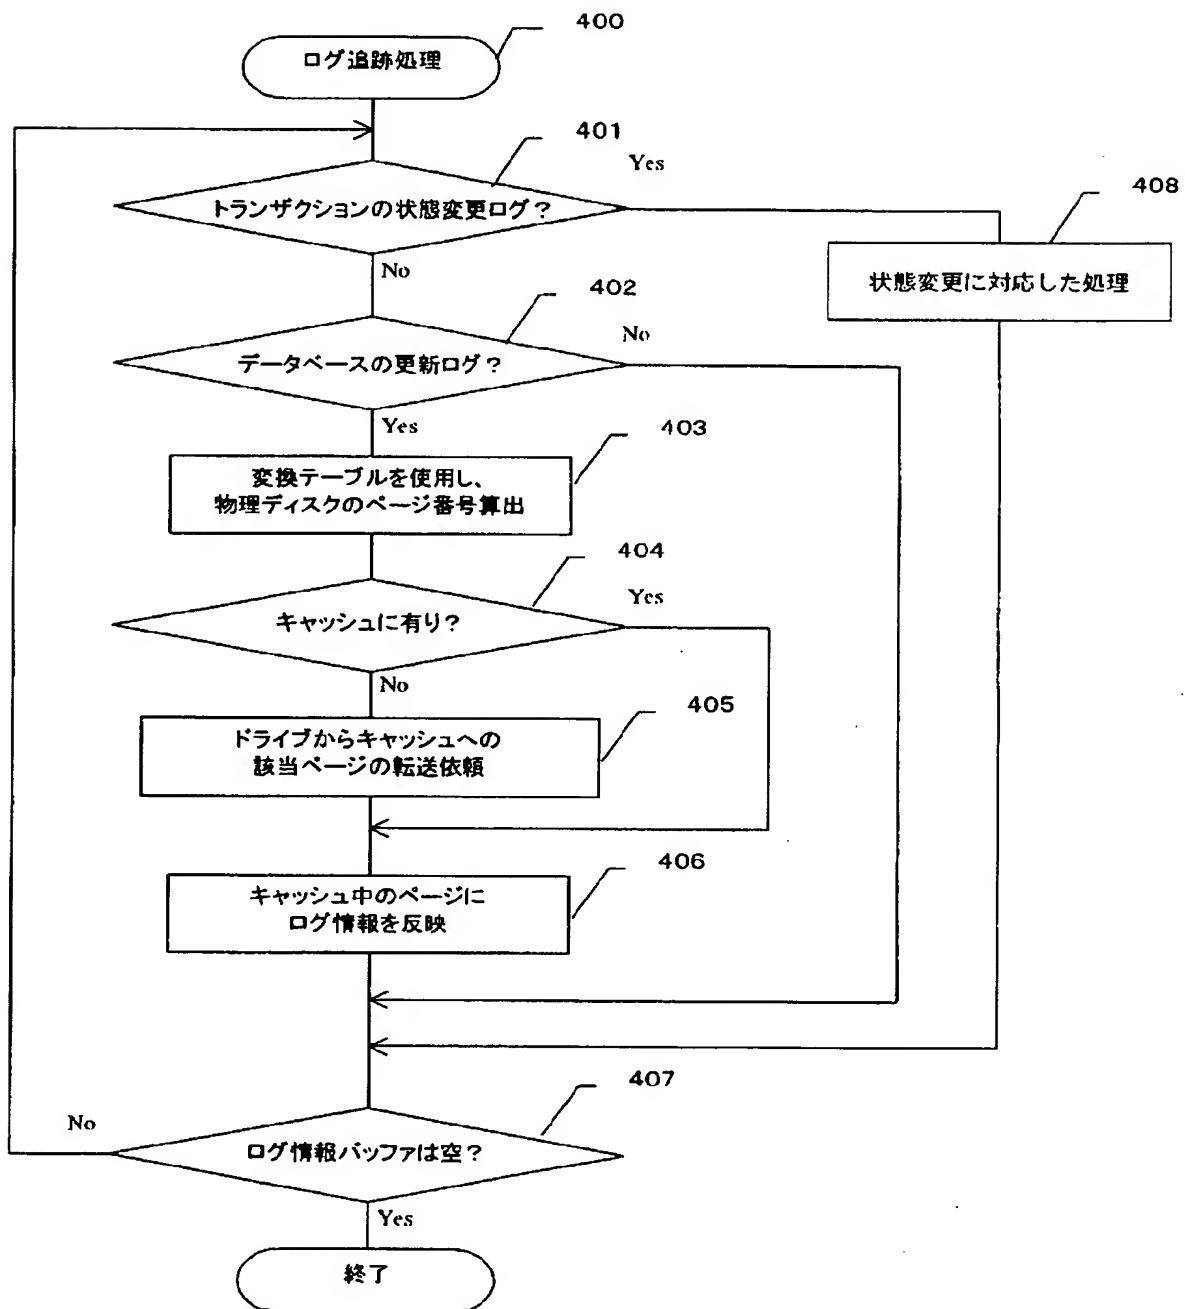 400
ログ追跡処理
401
Yes
トランザクションの状態変更ログ？
408
状態変更に対応した処理
No
402
No
データベースの更新ログ？
Yes
403
変換テーブルを使用し、
物理ディスクのページ番号算出
404
Yes
キャッシュに有り？
No
405
ドライブからキャッシュへの
該当ページの転送依頼
406
キャッシュ中のページに
ログ情報を反映
407
No
ログ情報バッファは空？
Yes
終了